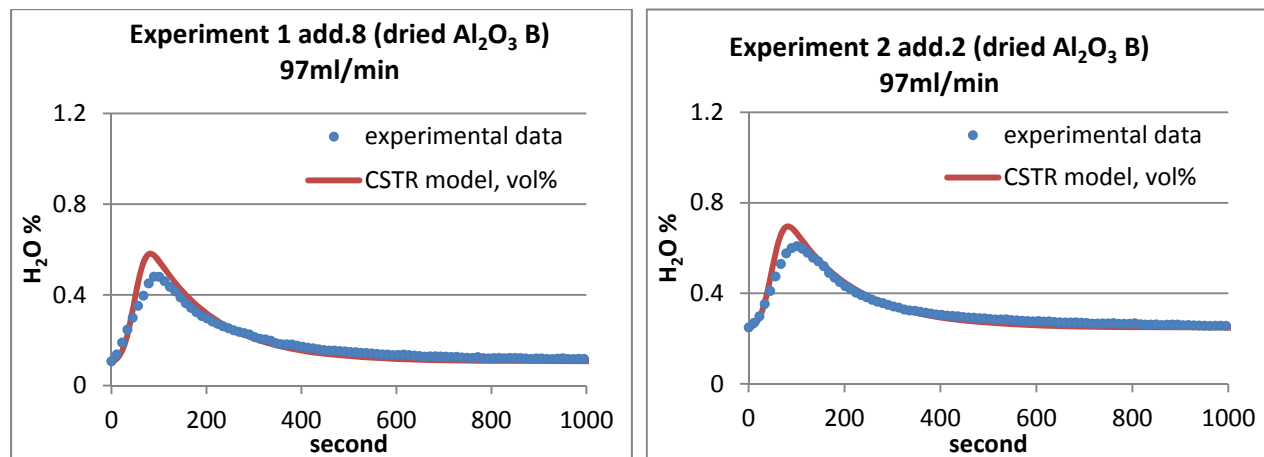 Experiment 1 add.8 (dried Al₂O₃ B)
97ml/min
1.2
0.8
0.4
0
H₂O %
experimental data
CSTR model, vol%
0 200 400 600 800 1000
second
Experiment 2 add.2 (dried Al₂O₃ B)
97ml/min
1.2
0.8
0.4
0
H₂O %
experimental data
CSTR model, vol%
0 200 400 600 800 1000
second